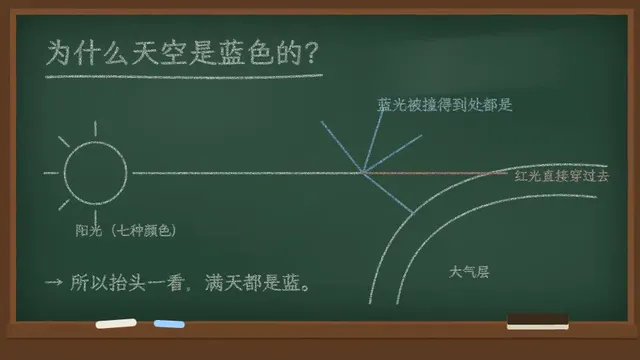 为什么天空是蓝色的?
蓝光被撞得到处都是
红光直接穿过去
阳光（七种颜色）
大气层
→ 所以抬头一看，满天都是蓝。